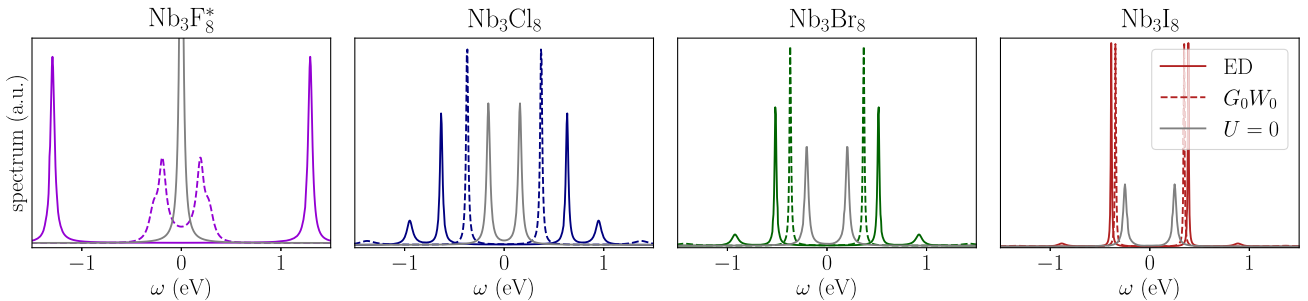 Nb₃F₈* Nb₃Cl₈ Nb₃Br₈ Nb₃I₈
spectrum (a.u.)
ED
G₀W₀
U = 0
−1 0 1 −1 0 1 −1 0 1 −1 0 1
ω (eV) ω (eV) ω (eV) ω (eV)